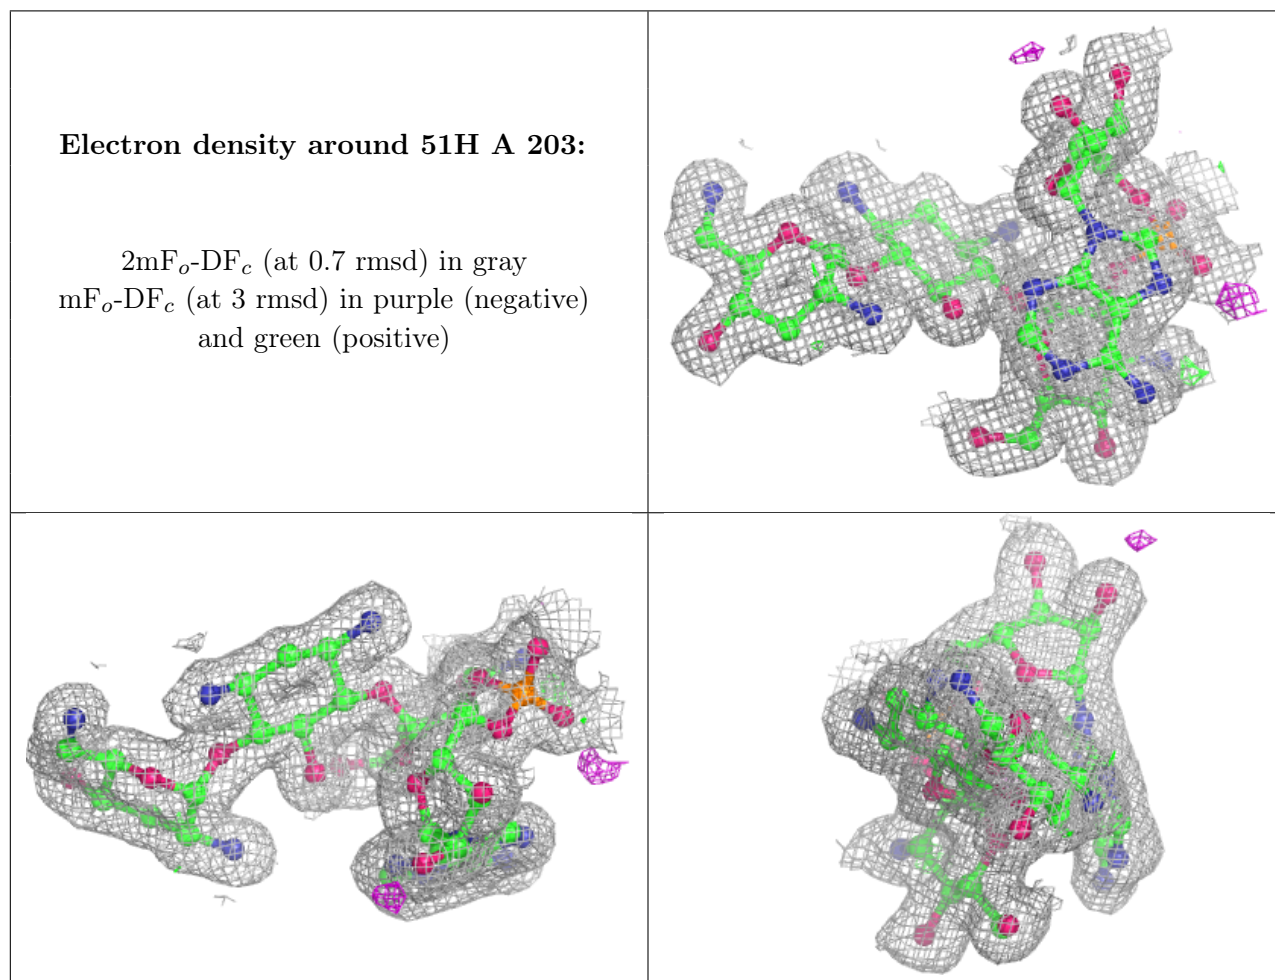 Electron density around 51H A 203:
2mFo-DFc (at 0.7 rmsd) in gray
mFo-DFc (at 3 rmsd) in purple (negative)
and green (positive)